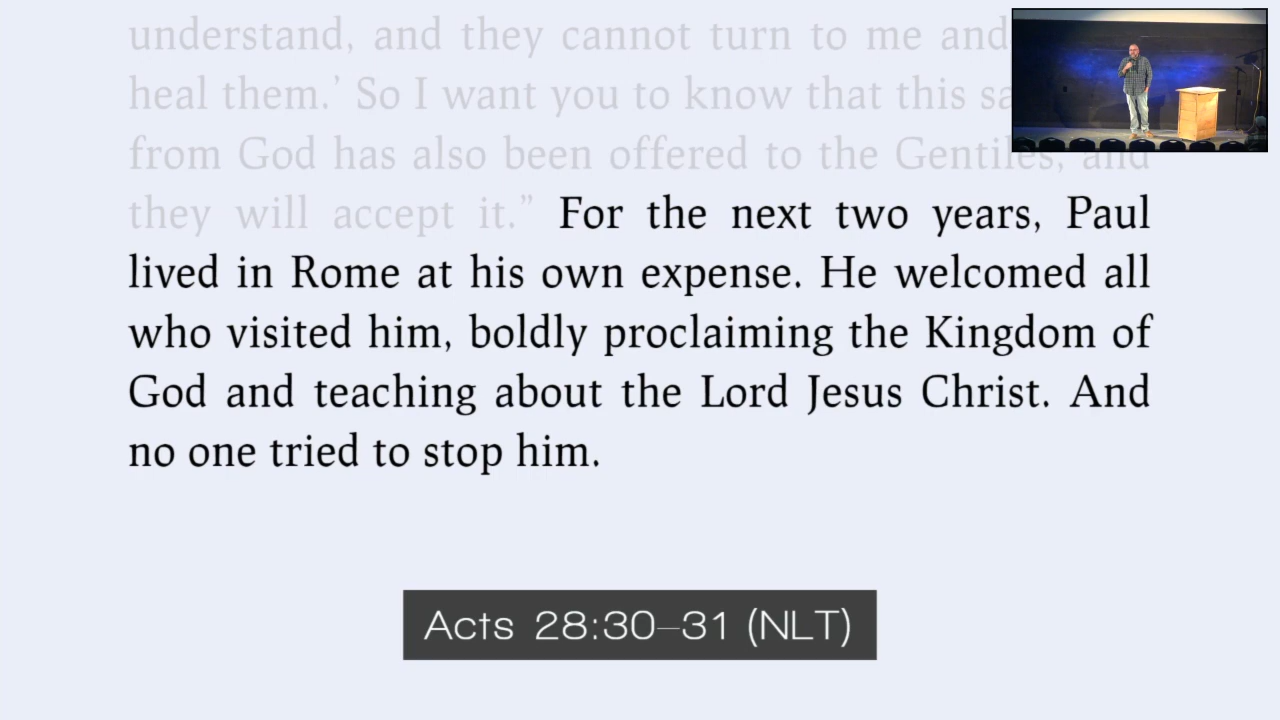 understand, and they cannot turn to me and
heal them.’ So I want you to know that this sa
from God has also been offered to the Gentiles, and
they will accept it.” For the next two years, Paul
lived in Rome at his own expense. He welcomed all
who visited him, boldly proclaiming the Kingdom of
God and teaching about the Lord Jesus Christ. And
no one tried to stop him.
Acts 28:30–31 (NLT)